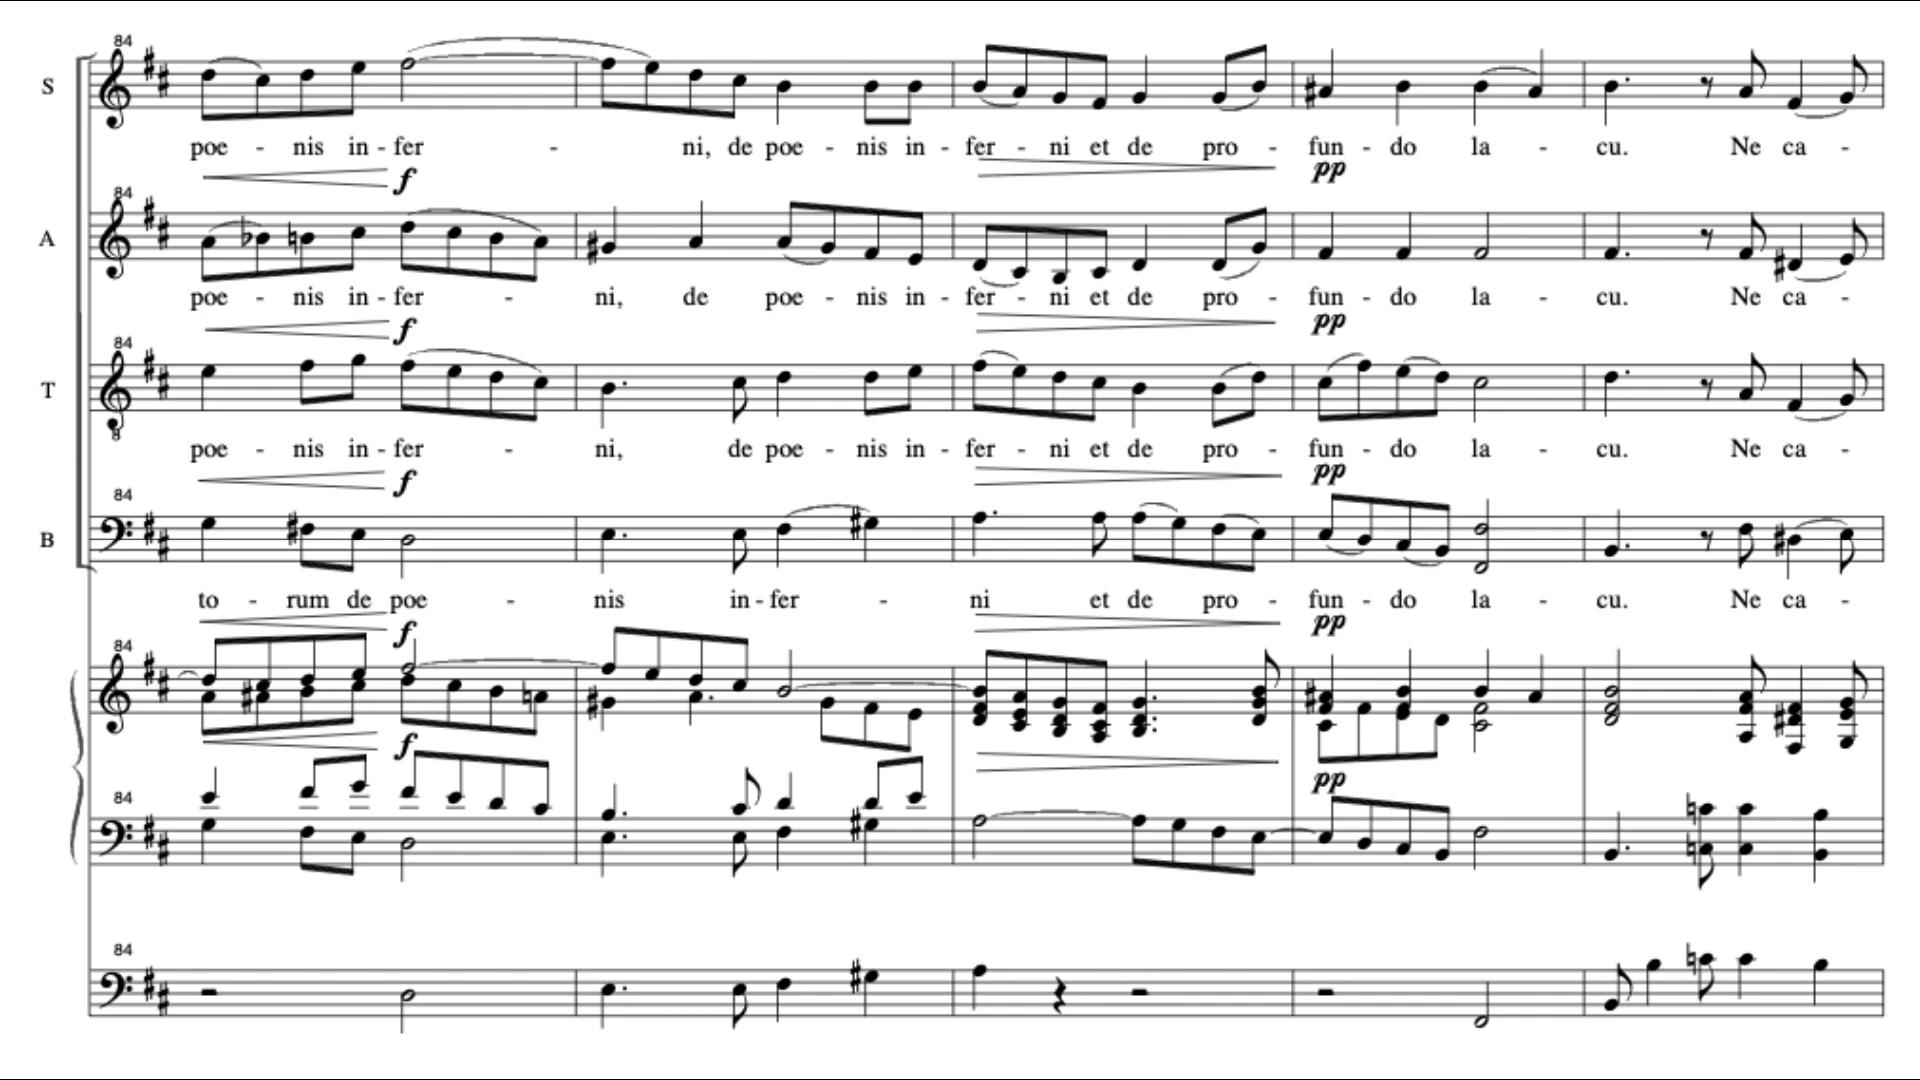 84
S
poe - nis in - fer - ni, de poe - nis in - fer - ni et de pro - fun - do la - cu. Ne ca -
f pp
84
A
poe - nis in - fer - ni, de poe - nis in - fer - ni et de pro - fun - do la - cu. Ne ca -
f pp
84
T
8
poe - nis in - fer - ni, de poe - nis in - fer - ni et de pro - fun - do la - cu. Ne ca -
f pp
84
B
to - rum de poe - nis in - fer - ni et de pro - fun - do la - cu. Ne ca -
f pp
84
f pp
84
84